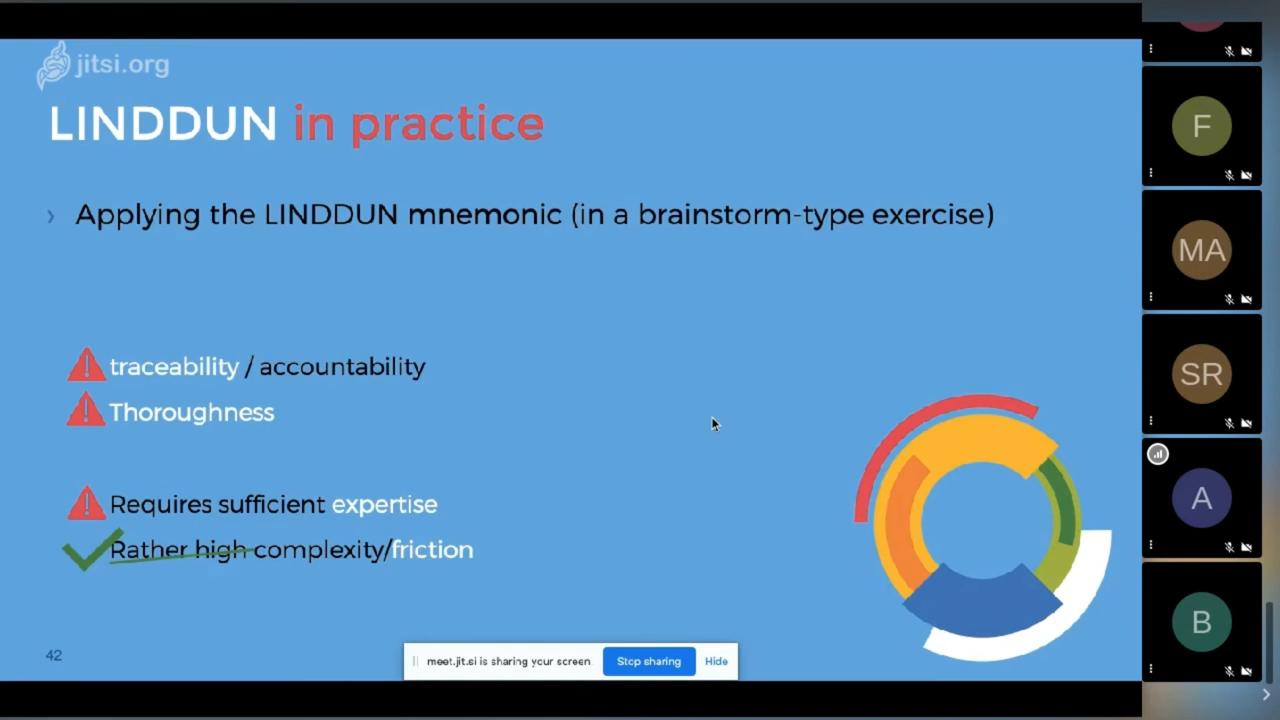 jitsi.org
LINDDUN in practice
› Applying the LINDDUN mnemonic (in a brainstorm-type exercise)
traceability / accountability
Thoroughness
Requires sufficient expertise
Rather high complexity/friction
42
meet.jit.si is sharing your screen
Stop sharing
Hide
F
MA
SR
A
B